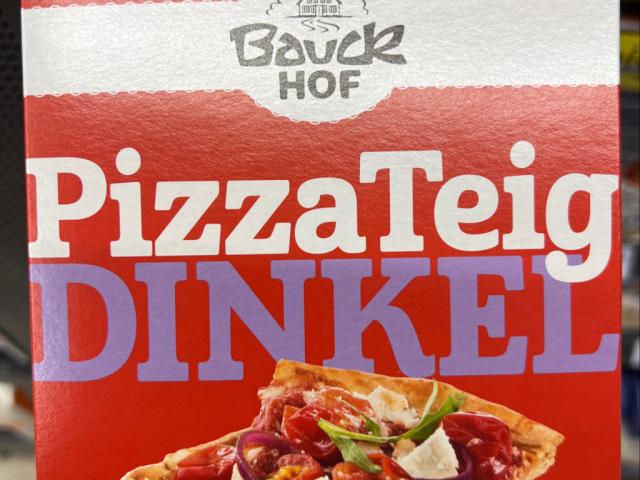 Bauck
HOF
PizzaTeig
DINKEL